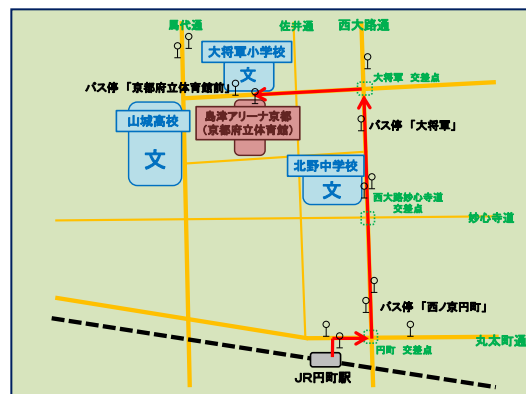 馬代通
佐井通
西大路通
大将軍小学校
文
大将軍 交差点
バス停 「京都府立体育館前」
島津アリーナ京都
(京都府立体育館)
山城高校
文
バス停 「大将軍」
北野中学校
文
西大路妙心寺道
交差点
妙心寺道
バス停 「西ノ京円町」
円町 交差点
丸太町通
JR円町駅